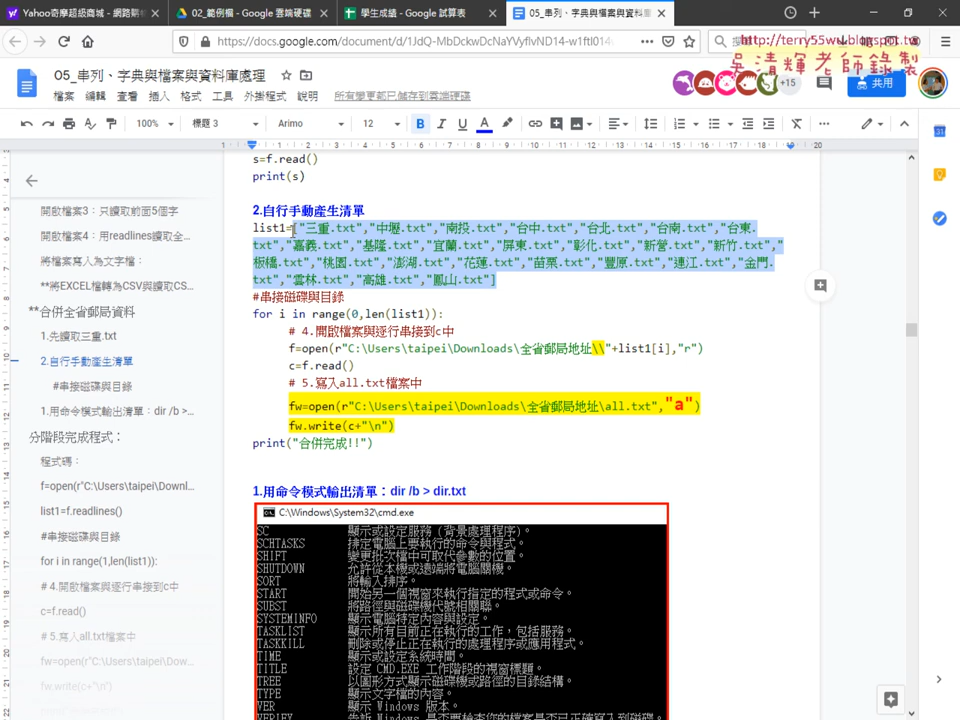 Yahoo奇摩超級商城 - 網路熱
02_範例檔 - Google 雲端硬碟
學生成績 - Google 試算表
05_串列、字典與檔案與資料庫
https://docs.google.com/document/d/1JdQ-MbDckwDcNaYVyflvND14-w1ftl014
http://terry55wu.blogspot.tw
吳清輝老師錄製
05_串列、字典與檔案與資料庫處理
檔案 編輯 查看 插入 格式 工具 外掛程式 說明 所有變更都已儲存到雲端硬碟
+15
共用
100% 標題 3 Arimo 12 B I U A
s=f.read()
print(s)
2.自行手動產生清單
list1=["三重.txt","中壢.txt","南投.txt","台中.txt","台北.txt","台南.txt","台東.
txt","嘉義.txt","基隆.txt","宜蘭.txt","屏東.txt","彰化.txt","新營.txt","新竹.txt","
板橋.txt","桃園.txt","澎湖.txt","花蓮.txt","苗栗.txt","豐原.txt","連江.txt","金門.
txt","雲林.txt","高雄.txt","鳳山.txt"]
#串接磁碟與目錄
for i in range(0,len(list1)):
# 4.開啟檔案與逐行串接到c中
f=open(r"C:\Users\taipei\Downloads\全省郵局地址\\"+list1[i],"r")
c=f.read()
# 5.寫入all.txt檔案中
fw=open(r"C:\Users\taipei\Downloads\全省郵局地址\all.txt","a")
fw.write(c+"\n")
print("合併完成!!")
1.用命令模式輸出清單：dir /b > dir.txt
C:\Windows\System32\cmd.exe
SC 顯示或設定服務 (背景處理程序)。
SCHTASKS 排定電腦上要執行的命令與程式。
SHIFT 變更批次檔中可取代參數的位置。
SHUTDOWN 允許從本機或遠端將電腦關機。
SORT 將輸入排序。
START 開始另一個視窗來執行指定的程式或命令。
SUBST 將路徑與磁碟機代號相關聯。
SYSTEMINFO 顯示電腦特定內容與設定。
TASKLIST 顯示所有目前正在執行的工作，包括服務。
TASKKILL 刪除或停止正在執行的處理程序或應用程式。
TIME 顯示或設定系統時間。
TITLE 設定 CMD.EXE 工作階段的視窗標題。
TREE 以圖形方式顯示磁碟機或路徑的目錄結構。
TYPE 顯示文字檔的內容。
VER 顯示 Windows 版本。
VERIFY 告訴 Windows 是否要檢查你的檔案是否已正確寫入到磁碟。
開啟檔案3：只讀取前面5個字
開啟檔案4：用readlines讀取全...
將檔案寫入為文字檔：
**將EXCEL檔轉為CSV與讀取CS...
**合併全省郵局資料
1.先讀取三重.txt
2.自行手動產生清單
#串接磁碟與目錄
1.用命令模式輸出清單：dir /b >...
分階段完成程式：
程式碼：
f=open(r"C:\Users\taipei\Downl...
list1=f.readlines()
#串接磁碟與目錄
for i in range(1,len(list1)):
# 4.開啟檔案與逐行串接到c中
c=f.read()
# 5.寫入all.txt檔案中
fw=open(r"C:\Users\taipei\Dow...
fw.write(c+"\n")